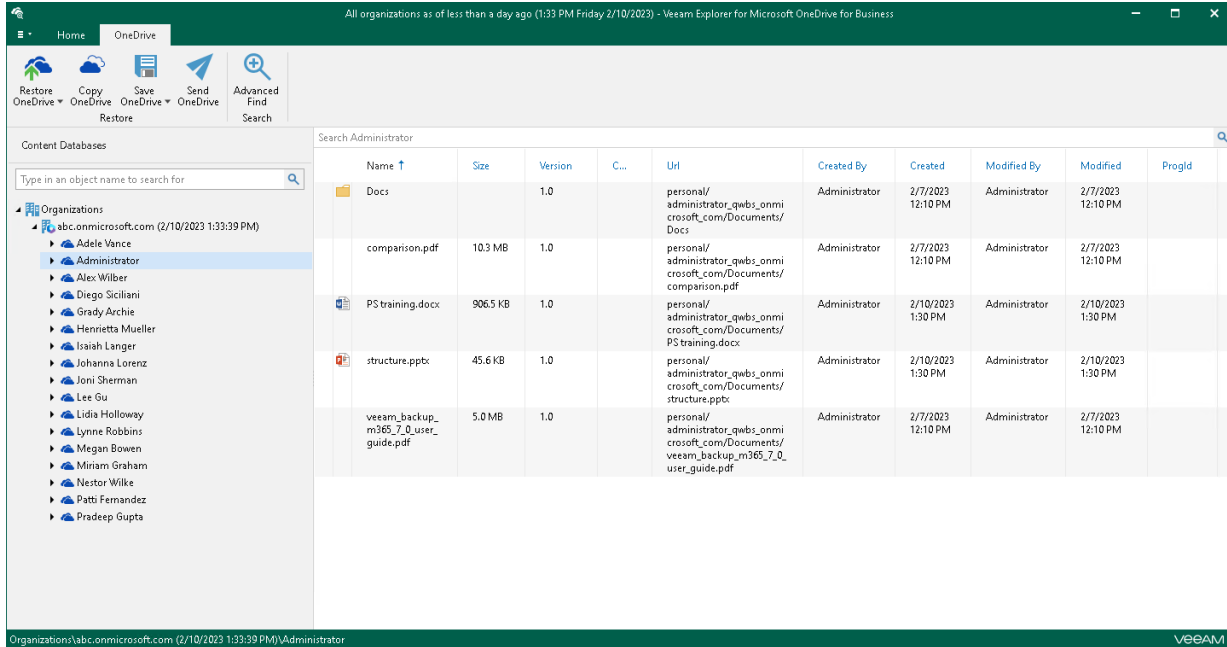 All organizations as of less than a day ago (1:33 PM Friday 2/10/2023) - Veeam Explorer for Microsoft OneDrive for Business
Home OneDrive
Restore OneDrive
Copy OneDrive
Save OneDrive
Send OneDrive
Advanced Find
Restore Search
Content Databases
Search Administrator
Type in an object name to search for
Organizations
abc.onmicrosoft.com (2/10/2023 1:33:39 PM)
Adele Vance
Administrator
Alex Wilber
Diego Siciliani
Grady Archie
Henrietta Mueller
Isaiah Langer
Johanna Lorenz
Joni Sherman
Lee Gu
Lidia Holloway
Lynne Robbins
Megan Bowen
Miriam Graham
Nestor Wilke
Patti Fernandez
Pradeep Gupta
Name Size Version C... Url Created By Created Modified By Modified ProgId
Docs 1.0 personal/ Administrator 2/7/2023 Administrator 2/7/2023
administrator_qwbs_onmi 12:10 PM 12:10 PM
crosoft_com/Documents/
Docs
comparison.pdf 10.3 MB 1.0 personal/ Administrator 2/7/2023 Administrator 2/7/2023
administrator_qwbs_onmi 12:10 PM 12:10 PM
crosoft_com/Documents/
comparison.pdf
PS training.docx 906.5 KB 1.0 personal/ Administrator 2/10/2023 Administrator 2/10/2023
administrator_qwbs_onmi 1:30 PM 1:30 PM
crosoft_com/Documents/
PS training.docx
structure.pptx 45.6 KB 1.0 personal/ Administrator 2/10/2023 Administrator 2/10/2023
administrator_qwbs_onmi 1:30 PM 1:30 PM
crosoft_com/Documents/
structure.pptx
veeam_backup_ 5.0 MB 1.0 personal/ Administrator 2/7/2023 Administrator 2/7/2023
m365_7_0_user_ administrator_qwbs_onmi 12:10 PM 12:10 PM
guide.pdf crosoft_com/Documents/
veeam_backup_m365_7_0_
user_guide.pdf
Organizations\abc.onmicrosoft.com (2/10/2023 1:33:39 PM)\Administrator
veeam